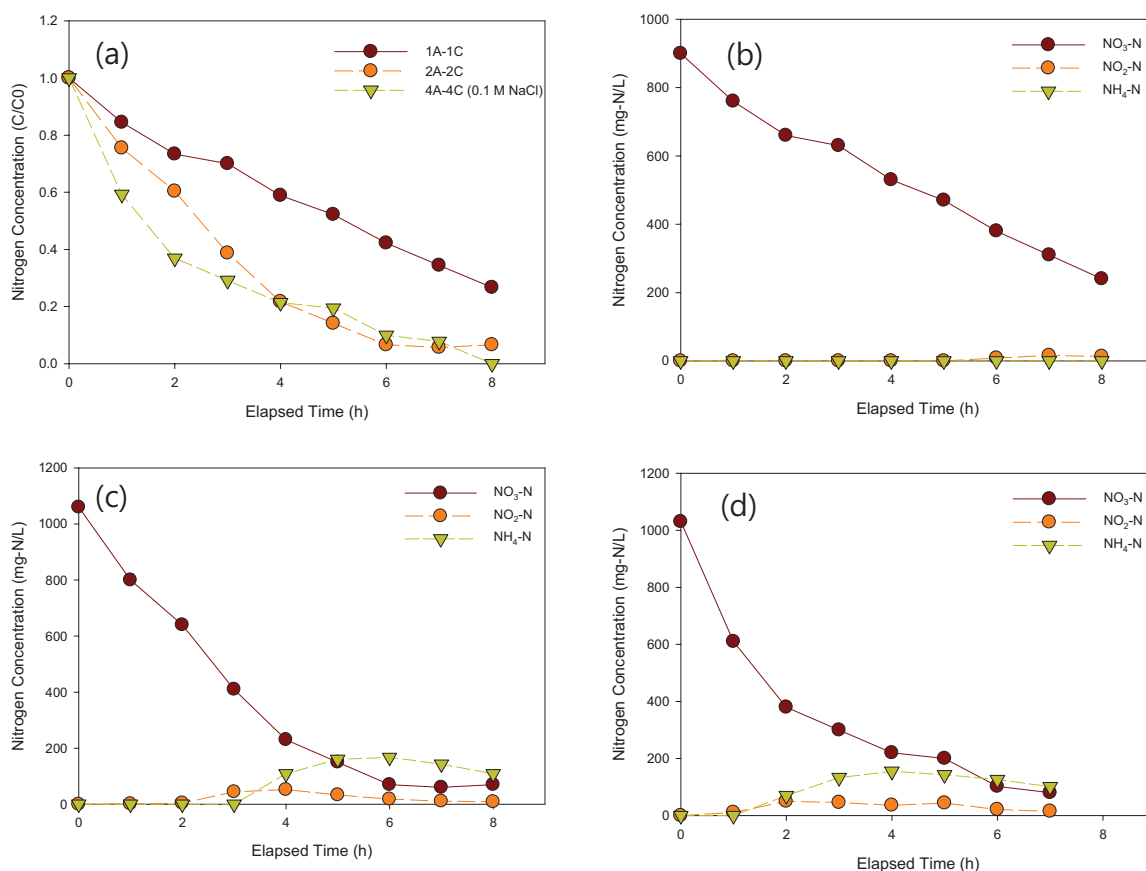 (a)
1A-1C
2A-2C
4A-4C (0.1 M NaCl)
Nitrogen Concentration (C/C0)
1.0
0.8
0.6
0.4
0.2
0.0
0 2 4 6 8
Elapsed Time (h)
(b)
NO3-N
NO2-N
NH4-N
Nitrogen Concentration (mg-N/L)
1000
800
600
400
200
0
0 2 4 6 8
Elapsed Time (h)
(c)
NO3-N
NO2-N
NH4-N
Nitrogen Concentration (mg-N/L)
1200
1000
800
600
400
200
0
0 2 4 6 8
Elapsed Time (h)
(d)
NO3-N
NO2-N
NH4-N
Nitrogen Concentration (mg-N/L)
1200
1000
800
600
400
200
0
0 2 4 6 8
Elapsed Time (h)